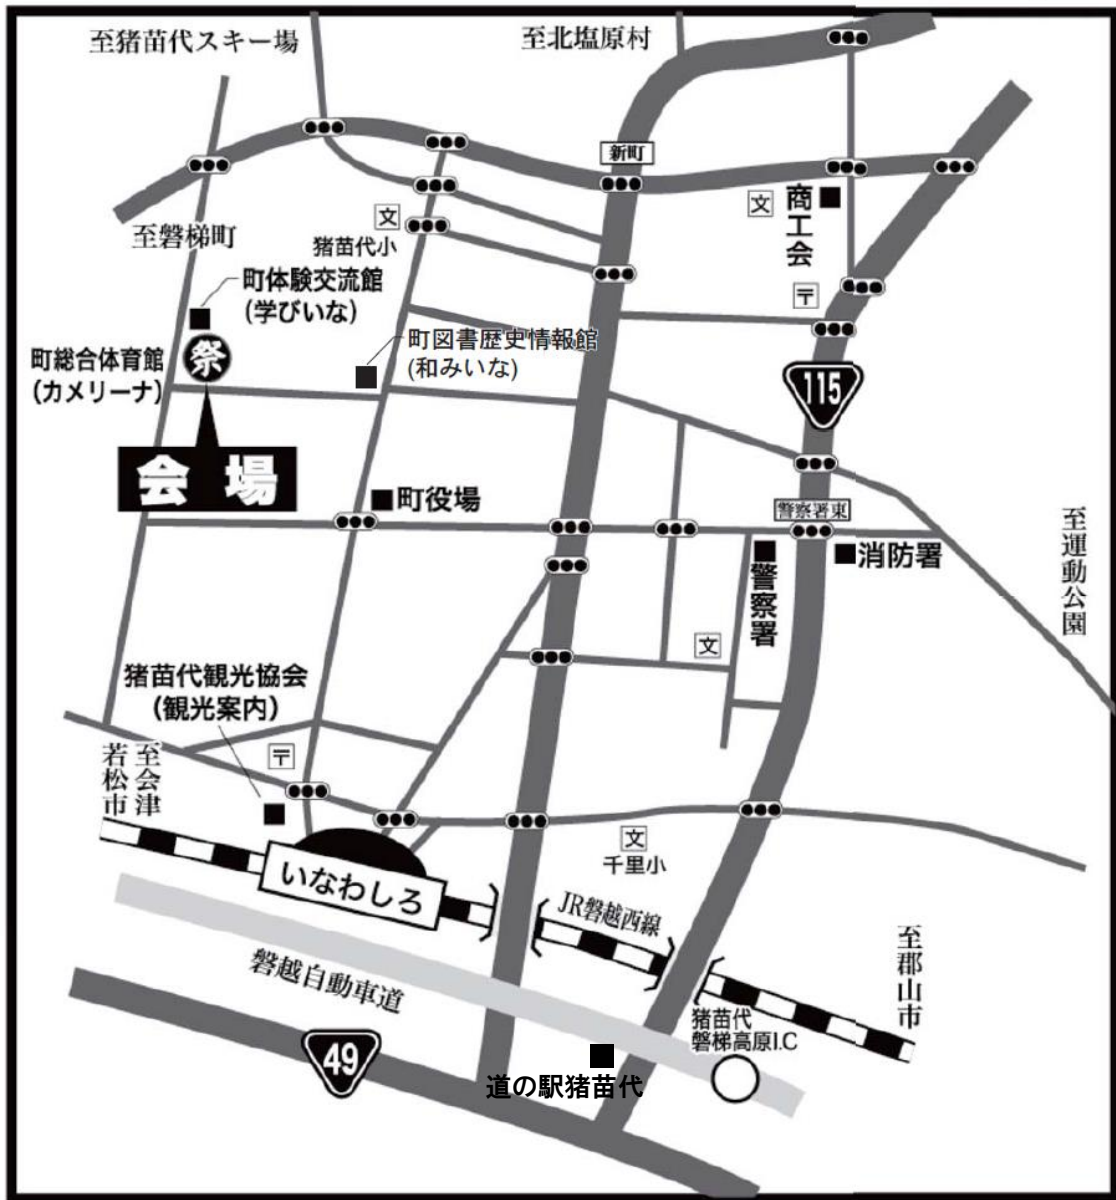 至猪苗代スキー場
至北塩原村
新町
文
商工会
至磐梯町
文
猪苗代小
町体験交流館
(学びいな)
〒
町図書歴史情報館
(和みいな)
町総合体育館
(カメリーナ)
祭
115
会場
町役場
警察署東
消防署
警察署
至運動公園
文
猪苗代観光協会
(観光案内)
〒
至会津
若松市
文
千里小
いなわしろ
JR磐越西線
至郡山市
磐越自動車道
猪苗代
磐梯高原I.C
49
道の駅猪苗代